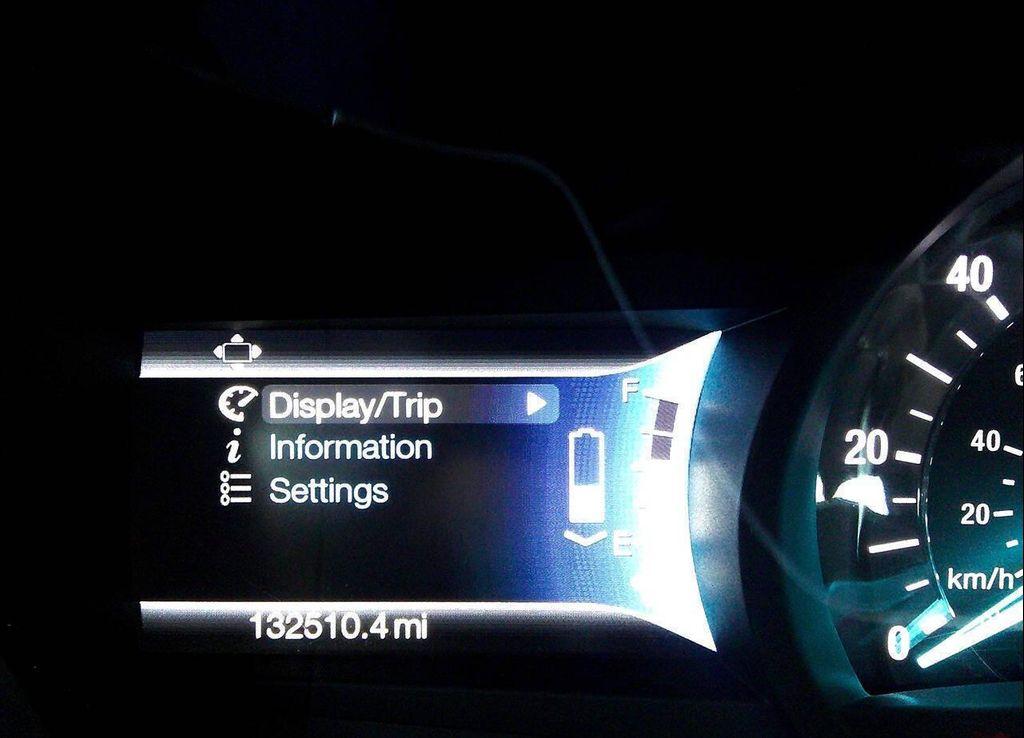 Display/Trip
Information
Settings
F
E
132510.4 mi
40
20
0
40
20
km/h